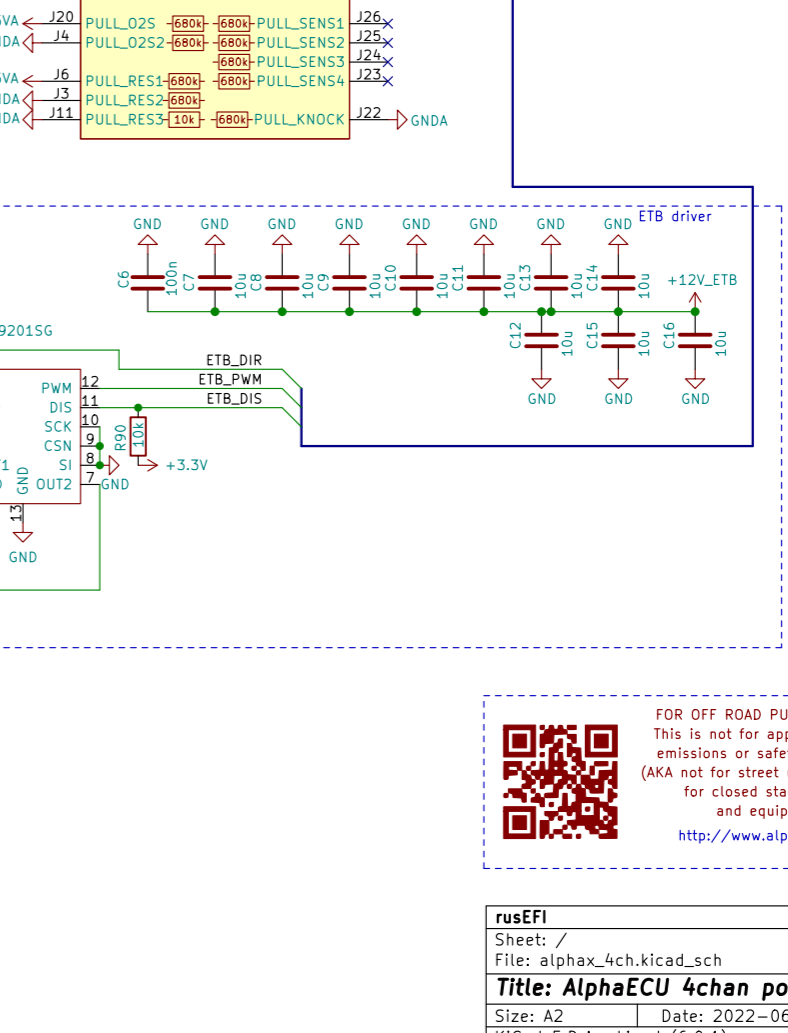 5VA J20 PULL_O2S 680k 680k PULL_SENS1 J26
NDA J4 PULL_O2S2 680k 680k PULL_SENS2 J25
680k PULL_SENS3 J24
5VA J6 PULL_RES1 680k 680k PULL_SENS4 J23
NDA J3 PULL_RES2 680k
NDA J11 PULL_RES3 10k 680k PULL_KNOCK J22 GNDA
ETB driver
GND GND GND GND GND GND GND GND
C6 100n C7 10u C8 10u C9 10u C10 10u C11 10u C13 10u C14 10u +12V_ETB
C12 10u C15 10u C16 10u
GND GND GND
9201SG
ETB_DIR
ETB_PWM
ETB_DIS
PWM 12
DIS 11
SCK 10
CSN 9
SI 8
OUT2 7
R90 10k
+3.3V
GND
GND
13
GND
FOR OFF ROAD PU
This is not for app
emissions or safe
(AKA not for street
for closed sta
and equip
http://www.alp
rusEFI
Sheet: /
File: alphax_4ch.kicad_sch
Title: AlphaECU 4chan po
Size: A2 Date: 2022-06